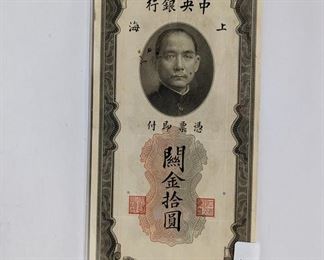 行銀央中
海 上
付即票憑
關金拾圓